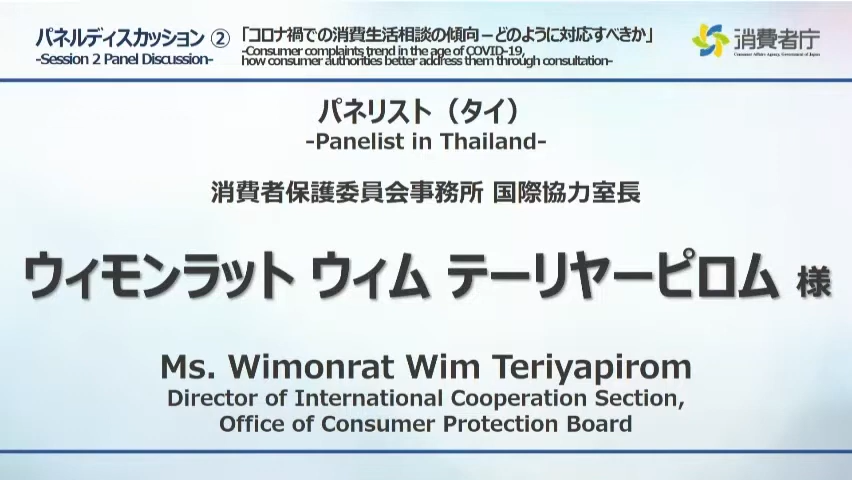 パネルディスカッション ② 「コロナ禍での消費生活相談の傾向－どのように対応すべきか」
-Session 2 Panel Discussion- -Consumer complaints trend in the age of COVID-19,
how consumer authorities better address them through consultation-
消費者庁
Consumer Affairs Agency, Government of Japan
パネリスト（タイ）
-Panelist in Thailand-
消費者保護委員会事務所 国際協力室長
ウィモンラット ウィム テーリヤーピロム 様
Ms. Wimonrat Wim Teriyapirom
Director of International Cooperation Section,
Office of Consumer Protection Board